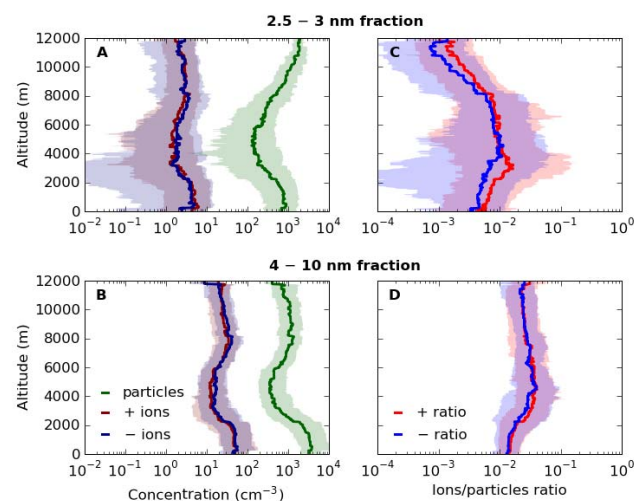 2.5 − 3 nm fraction
A
C
Altitude (m)
12000
10000
8000
6000
4000
2000
0
10⁻² 10⁻¹ 10⁰ 10¹ 10² 10³ 10⁴
10⁻⁴ 10⁻³ 10⁻² 10⁻¹ 10⁰
4 − 10 nm fraction
B
D
Altitude (m)
12000
10000
8000
6000
4000
2000
0
particles
+ ions
− ions
+ ratio
− ratio
10⁻² 10⁻¹ 10⁰ 10¹ 10² 10³ 10⁴
10⁻⁴ 10⁻³ 10⁻² 10⁻¹ 10⁰
Concentration (cm⁻³)
Ions/particles ratio